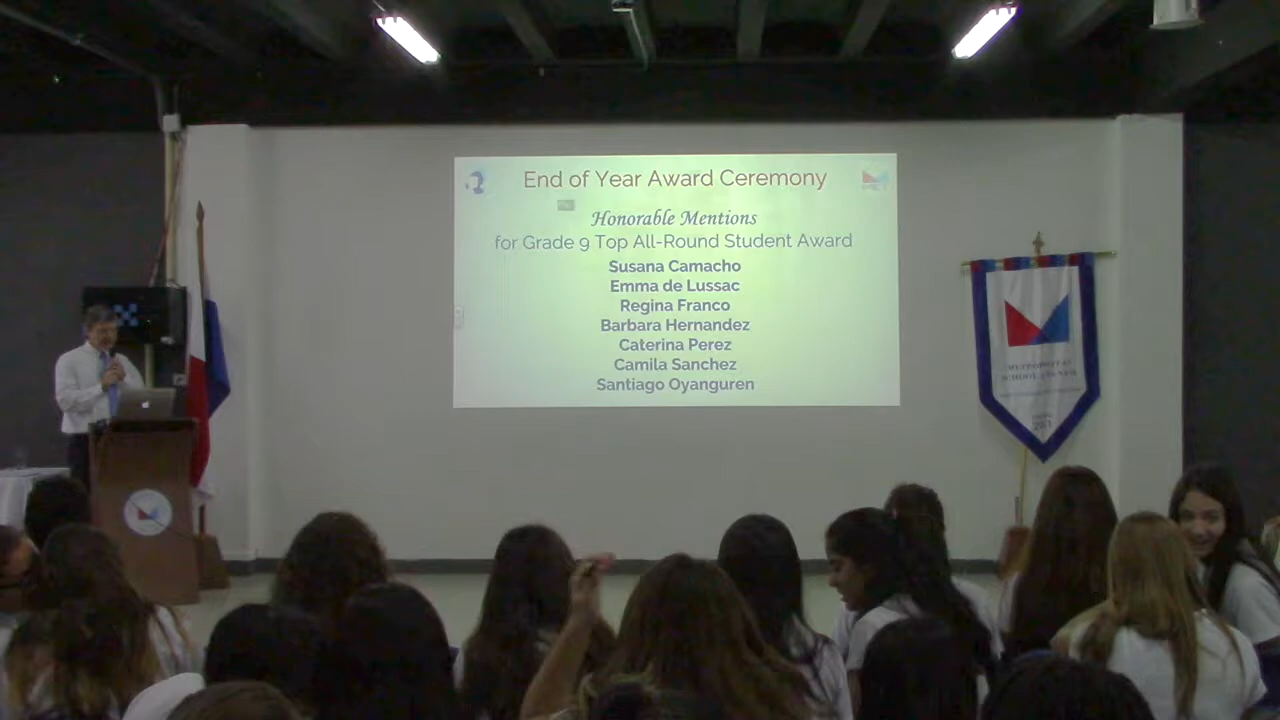 End of Year Award Ceremony
Honorable Mentions
for Grade 9 Top All-Round Student Award
Susana Camacho
Emma de Lussac
Regina Franco
Barbara Hernandez
Caterina Perez
Camila Sanchez
Santiago Oyanguren